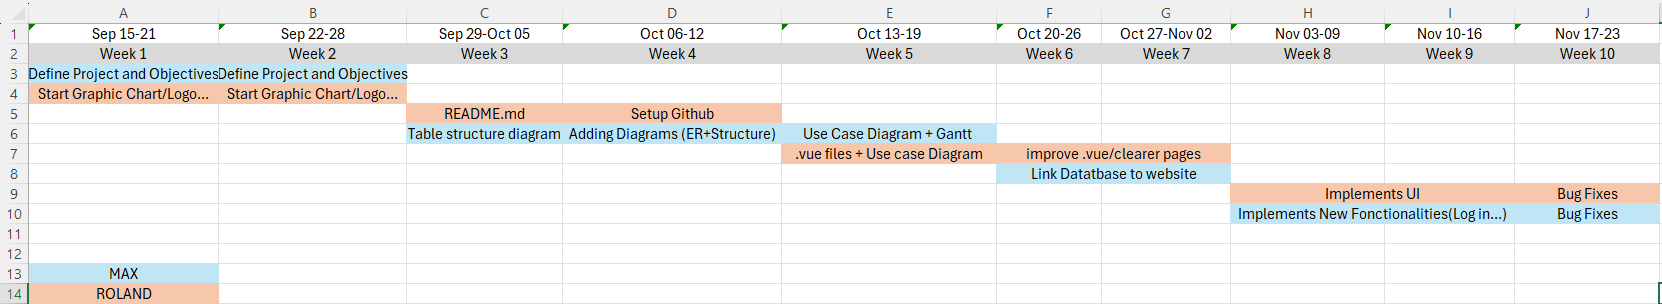 A B C D E F G H I J
1 Sep 15-21 Sep 22-28 Sep 29-Oct 05 Oct 06-12 Oct 13-19 Oct 20-26 Oct 27-Nov 02 Nov 03-09 Nov 10-16 Nov 17-23
2 Week 1 Week 2 Week 3 Week 4 Week 5 Week 6 Week 7 Week 8 Week 9 Week 10
3 Define Project and Objectives Define Project and Objectives
4 Start Graphic Chart/Logo... Start Graphic Chart/Logo...
5 README.md Setup Github
6 Table structure diagram Adding Diagrams (ER+Structure) Use Case Diagram + Gantt
7 .vue files + Use case Diagram improve .vue/clearer pages
8 Link Datatbase to website
9 Implements UI Bug Fixes
10 Implements New Fonctionalities(Log in...) Bug Fixes
11
12
13 MAX
14 ROLAND